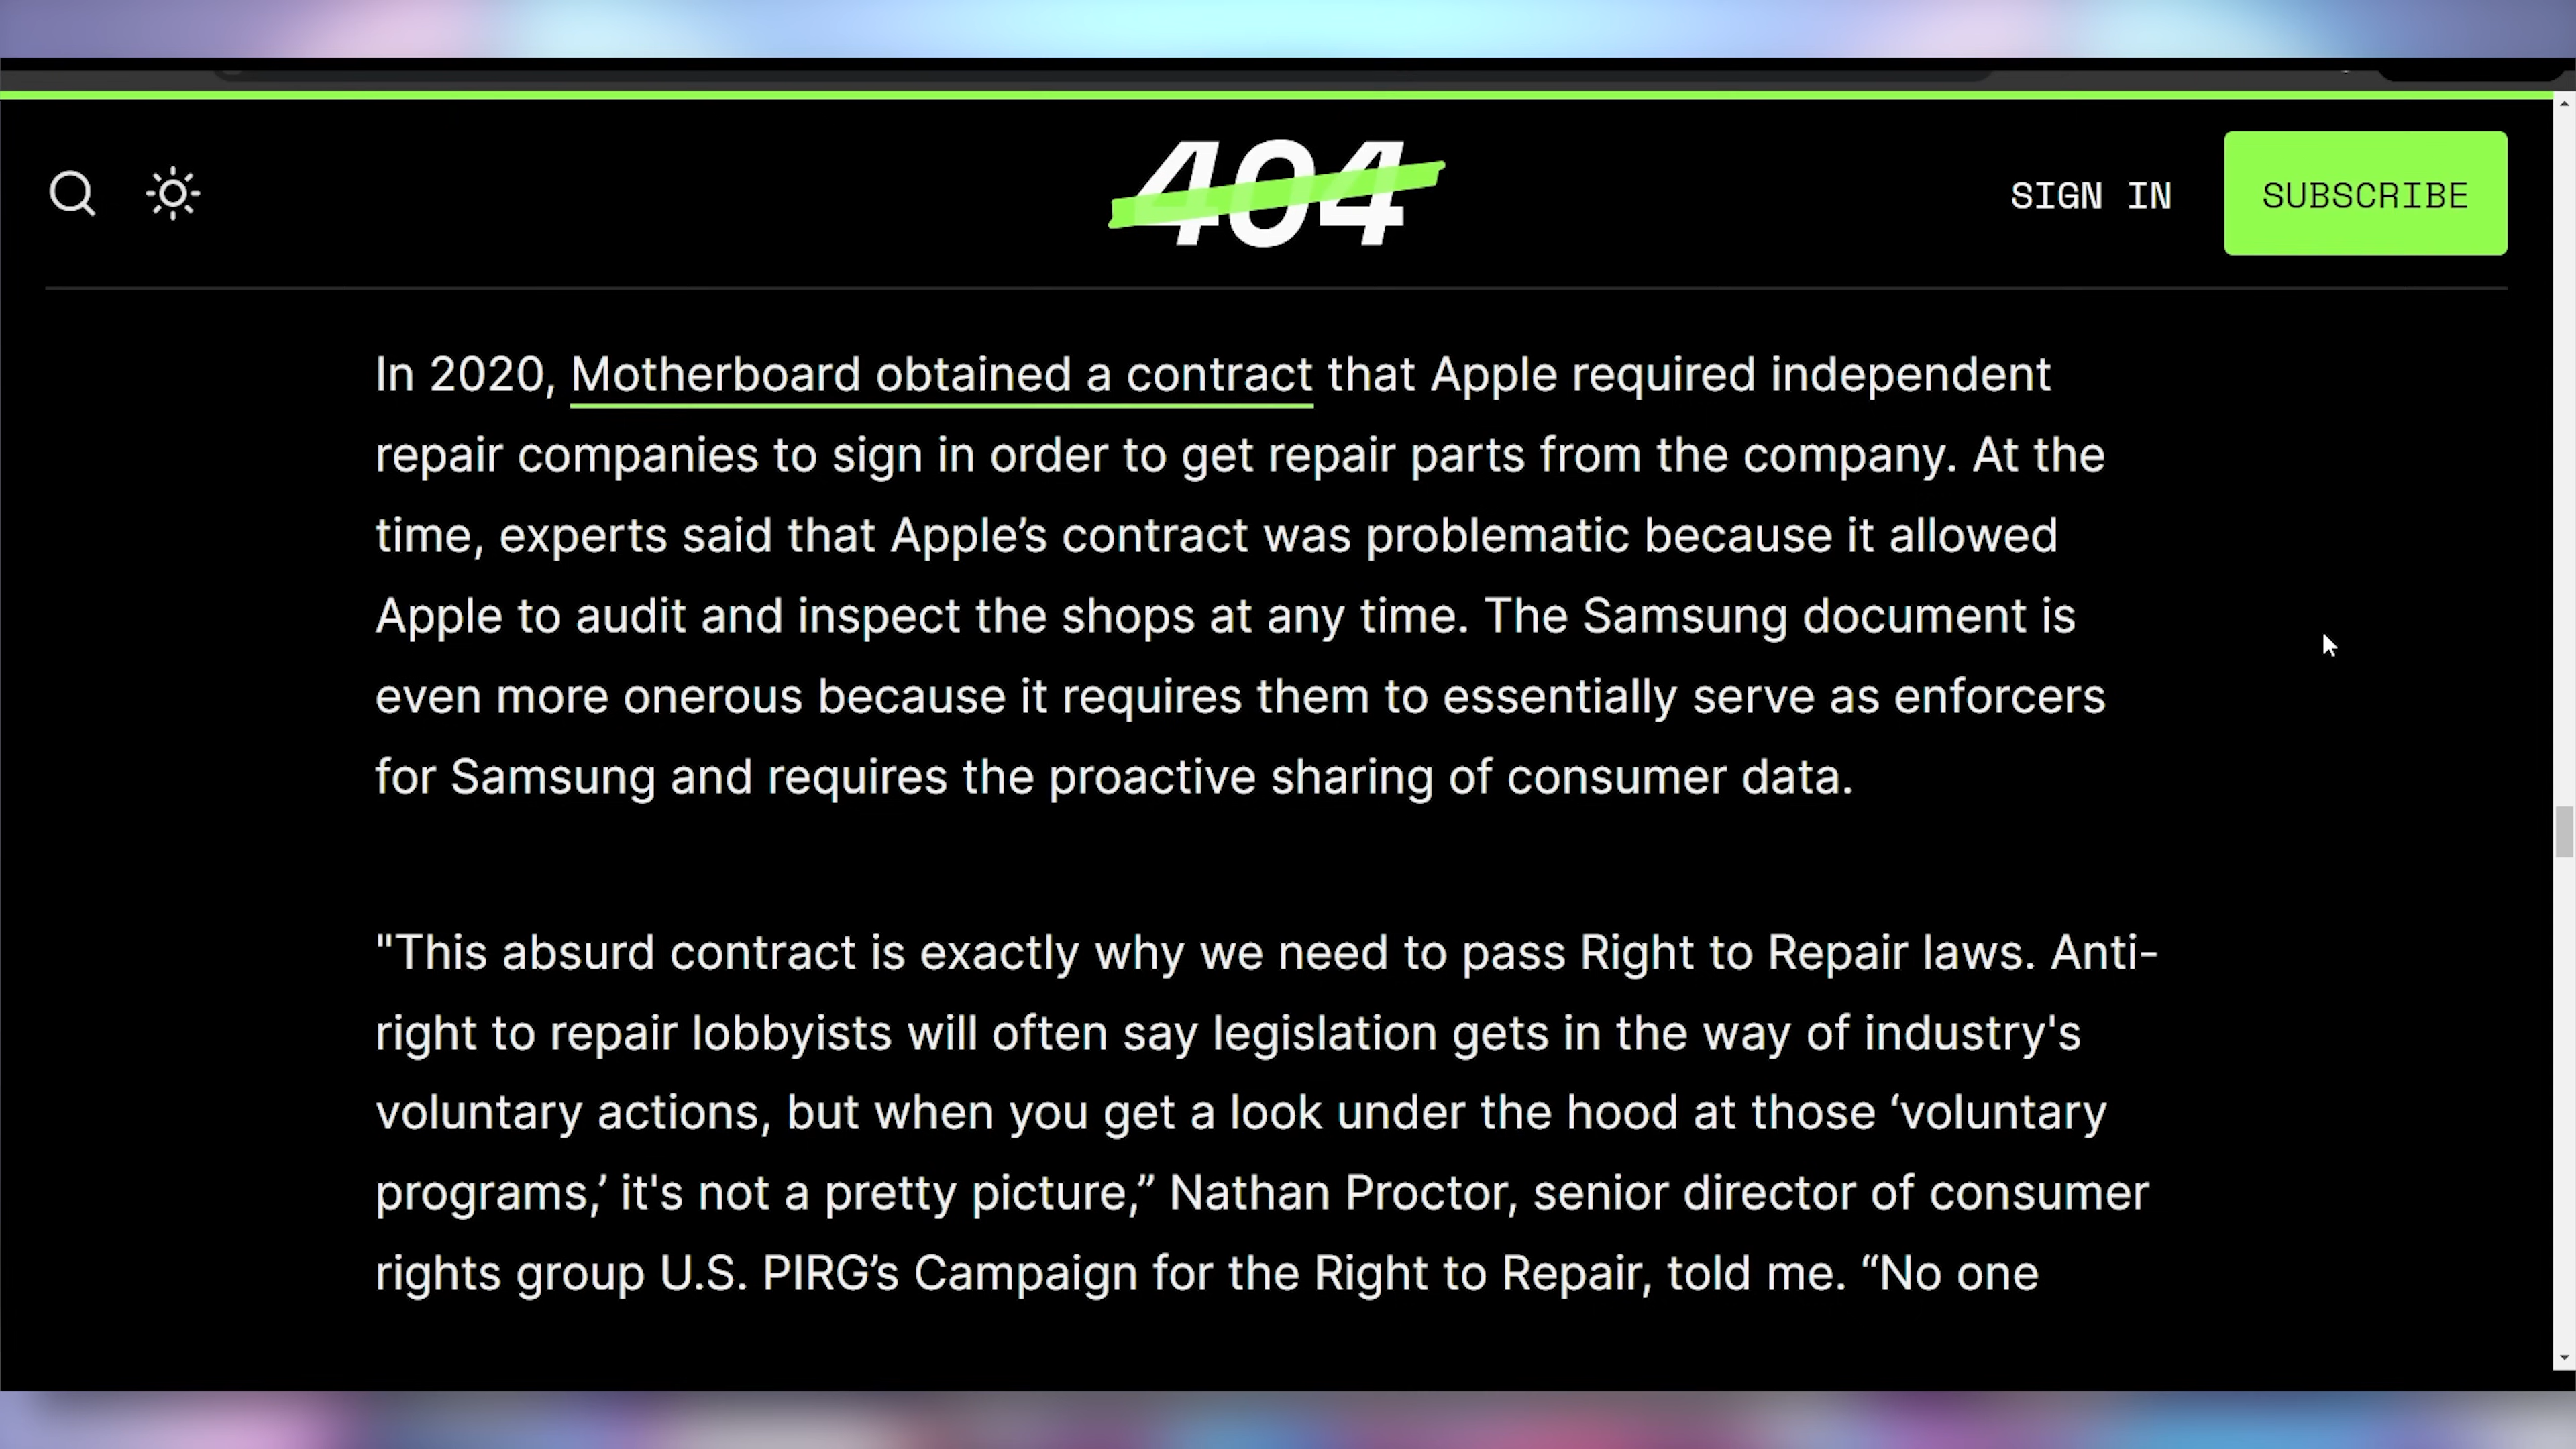 404
SIGN IN
SUBSCRIBE
In 2020, Motherboard obtained a contract that Apple required independent
repair companies to sign in order to get repair parts from the company. At the
time, experts said that Apple’s contract was problematic because it allowed
Apple to audit and inspect the shops at any time. The Samsung document is
even more onerous because it requires them to essentially serve as enforcers
for Samsung and requires the proactive sharing of consumer data.
"This absurd contract is exactly why we need to pass Right to Repair laws. Anti-
right to repair lobbyists will often say legislation gets in the way of industry's
voluntary actions, but when you get a look under the hood at those ‘voluntary
programs,’ it's not a pretty picture,” Nathan Proctor, senior director of consumer
rights group U.S. PIRG’s Campaign for the Right to Repair, told me. “No one